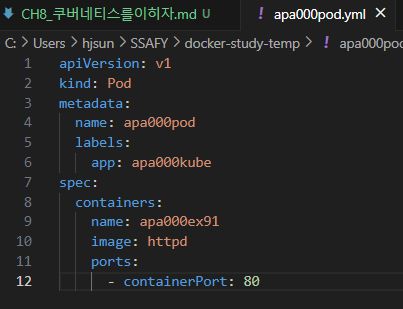 CH8_쿠버네티스를이히자.md U
apa000pod.yml
C: > Users > hjsun > SSAFY > docker-study-temp > apa000pod
1 apiVersion: v1
2 kind: Pod
3 metadata:
4 name: apa000pod
5 labels:
6 app: apa000kube
7 spec:
8 containers:
9 name: apa000ex91
10 image: httpd
11 ports:
12 - containerPort: 80